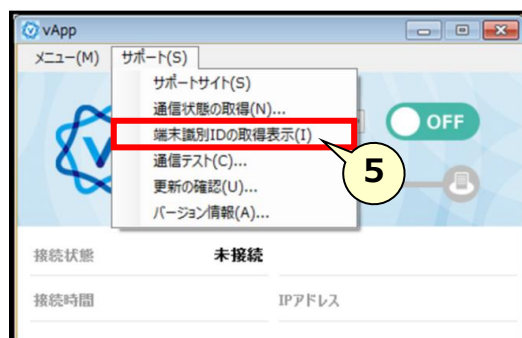 vApp
メニュー(M) サポート(S)
サポートサイト(S)
通信状態の取得(N)...
端末識別IDの取得表示(I)
通信テスト(C)...
更新の確認(U)...
バージョン情報(A)...
OFF
5
接続状態 未接続
接続時間 IPアドレス